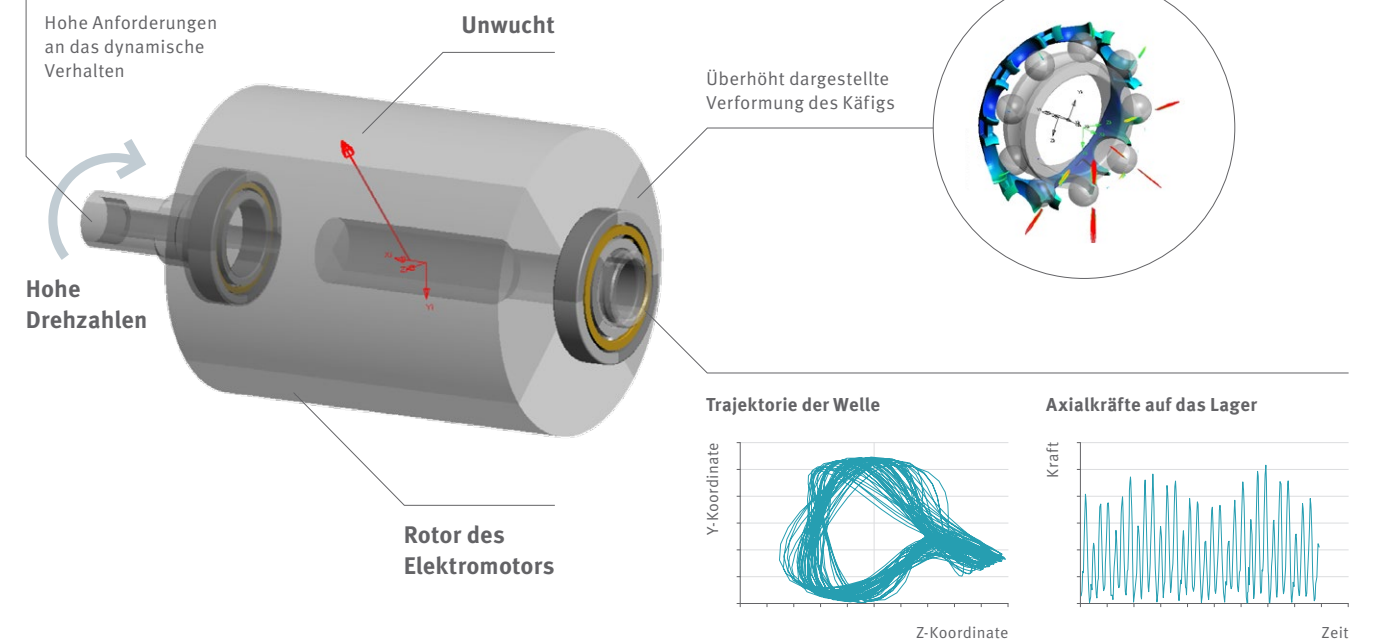 Hohe Anforderungen
an das dynamische
Verhalten
Unwucht
Überhöht dargestellte
Verformung des Käfigs
Hohe
Drehzahlen
Rotor des
Elektromotors
Trajektorie der Welle
Y-Koordinate
Z-Koordinate
Axialkräfte auf das Lager
Kraft
Zeit